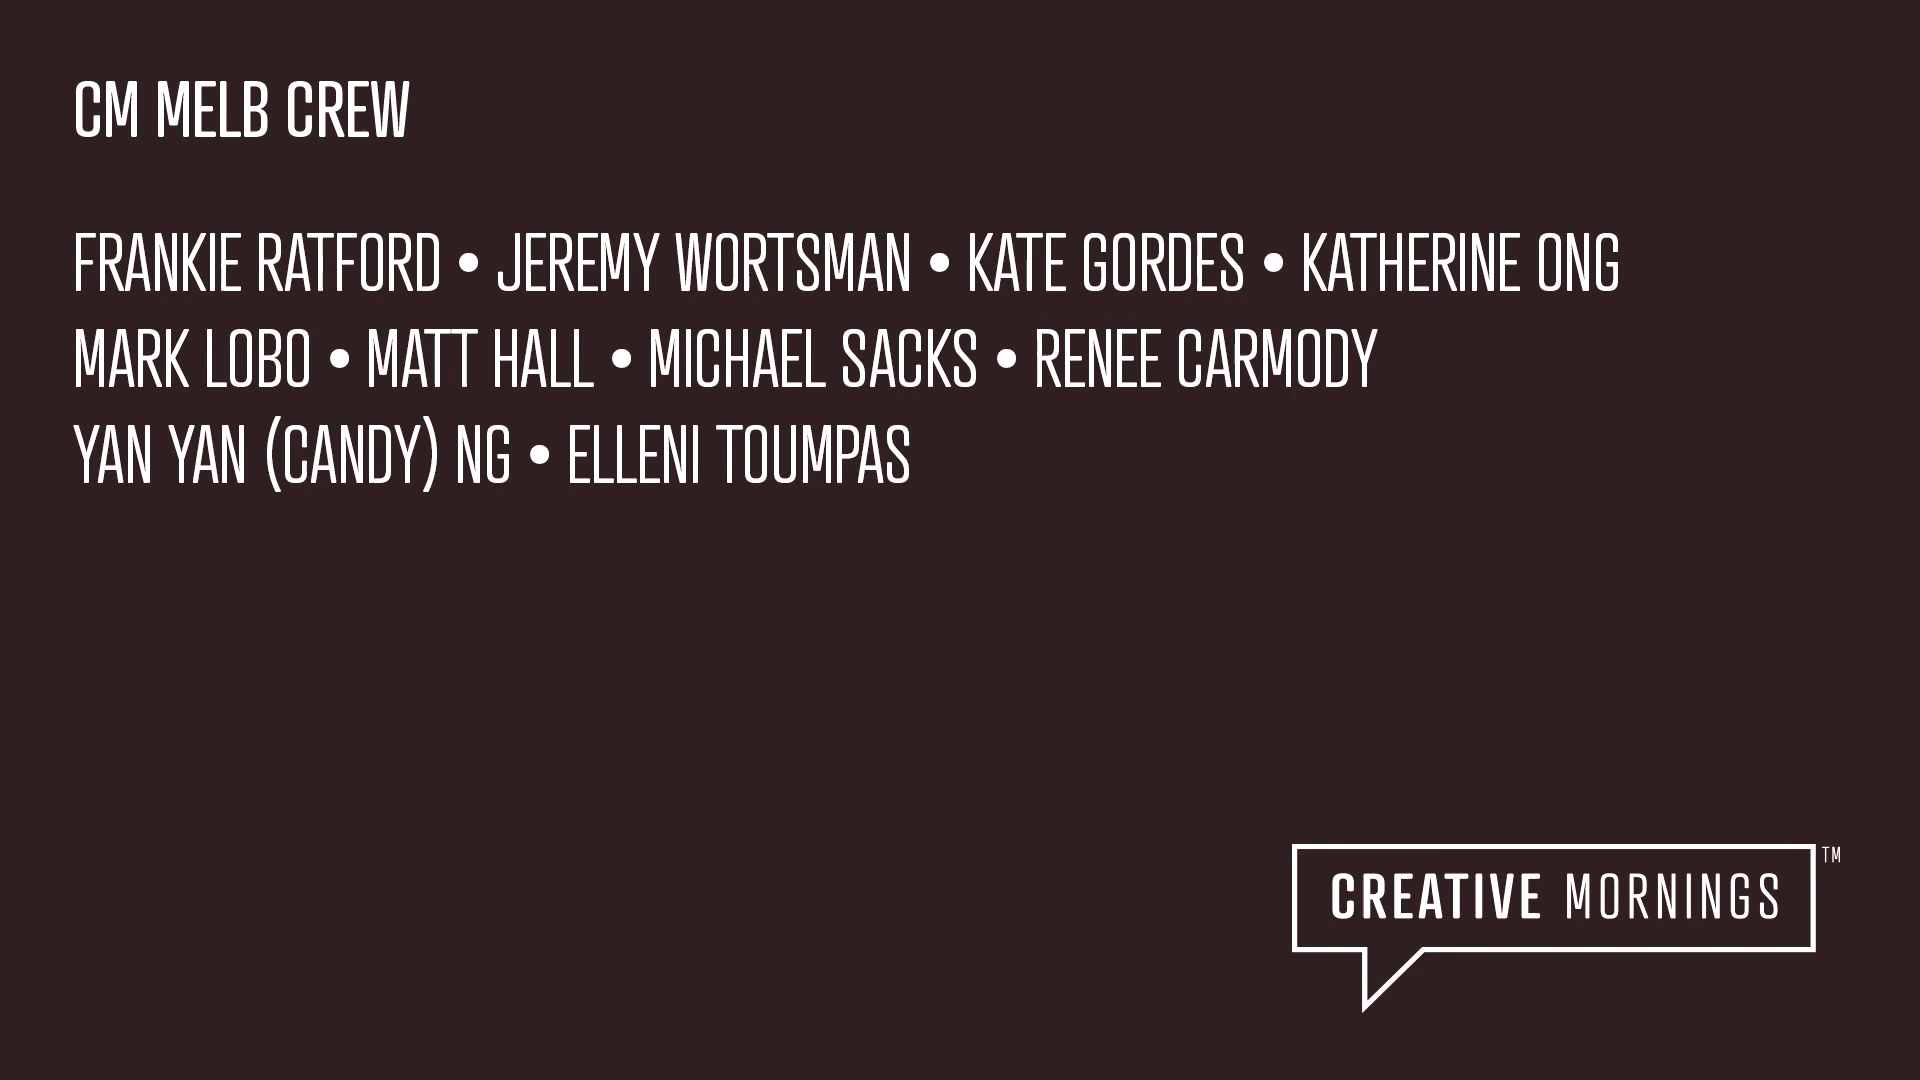 CM MELB CREW
FRANKIE RATFORD • JEREMY WORTSMAN • KATE GORDES • KATHERINE ONG
MARK LOBO • MATT HALL • MICHAEL SACKS • RENEE CARMODY
YAN YAN (CANDY) NG • ELLENI TOUMPAS
CREATIVE MORNINGS ™